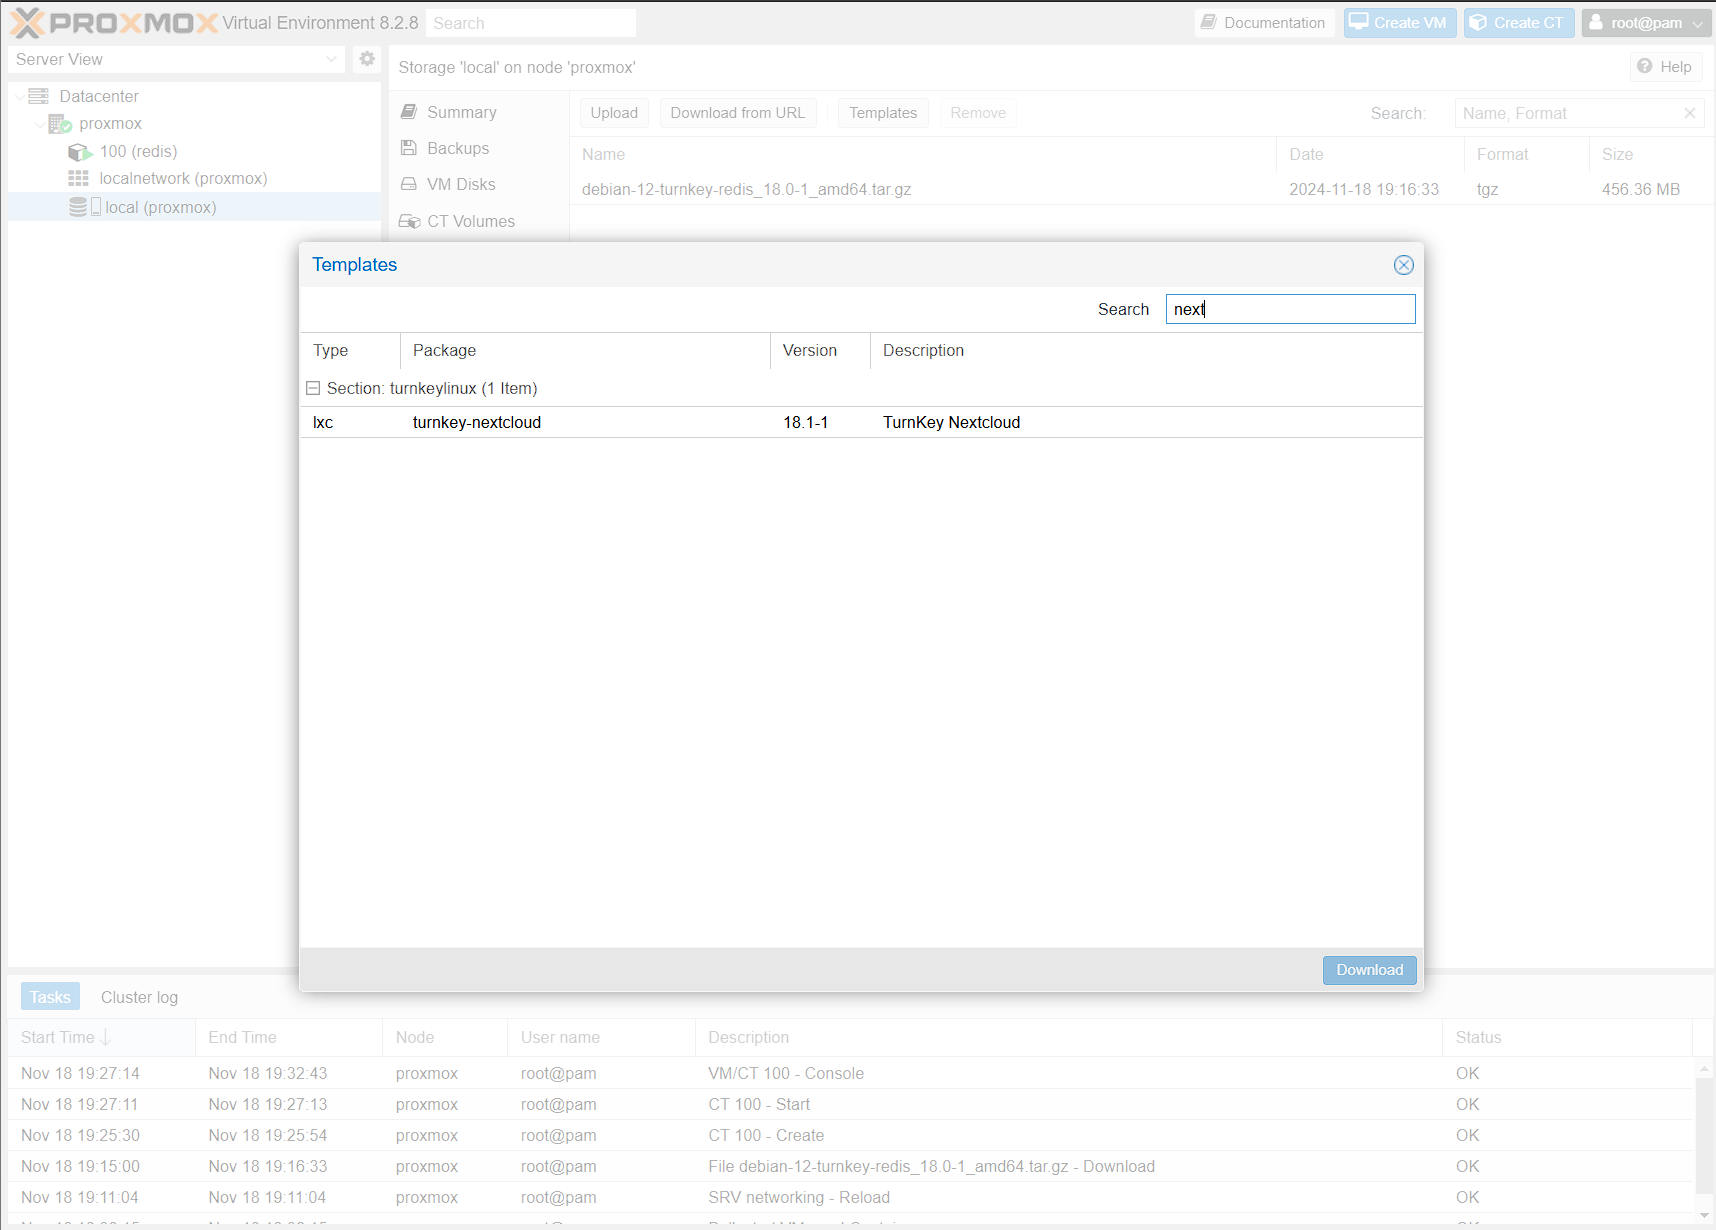 PROXMOX Virtual Environment 8.2.8 Search Documentation Create VM Create CT root@pam
Server View
Storage 'local' on node 'proxmox' Help
Datacenter
proxmox
100 (redis)
localnetwork (proxmox)
local (proxmox)
Summary
Backups
VM Disks
CT Volumes
Upload Download from URL Templates Remove Search: Name, Format
Name Date Format Size
debian-12-turnkey-redis_18.0-1_amd64.tar.gz 2024-11-18 19:16:33 tgz 456.36 MB
Templates
Search next
Type Package Version Description
Section: turnkeylinux (1 Item)
lxc turnkey-nextcloud 18.1-1 TurnKey Nextcloud
Download
Tasks Cluster log
Start Time End Time Node User name Description Status
Nov 18 19:27:14 Nov 18 19:32:43 proxmox root@pam VM/CT 100 - Console OK
Nov 18 19:27:11 Nov 18 19:27:13 proxmox root@pam CT 100 - Start OK
Nov 18 19:25:30 Nov 18 19:25:54 proxmox root@pam CT 100 - Create OK
Nov 18 19:15:00 Nov 18 19:16:33 proxmox root@pam File debian-12-turnkey-redis_18.0-1_amd64.tar.gz - Download OK
Nov 18 19:11:04 Nov 18 19:11:04 proxmox root@pam SRV networking - Reload OK